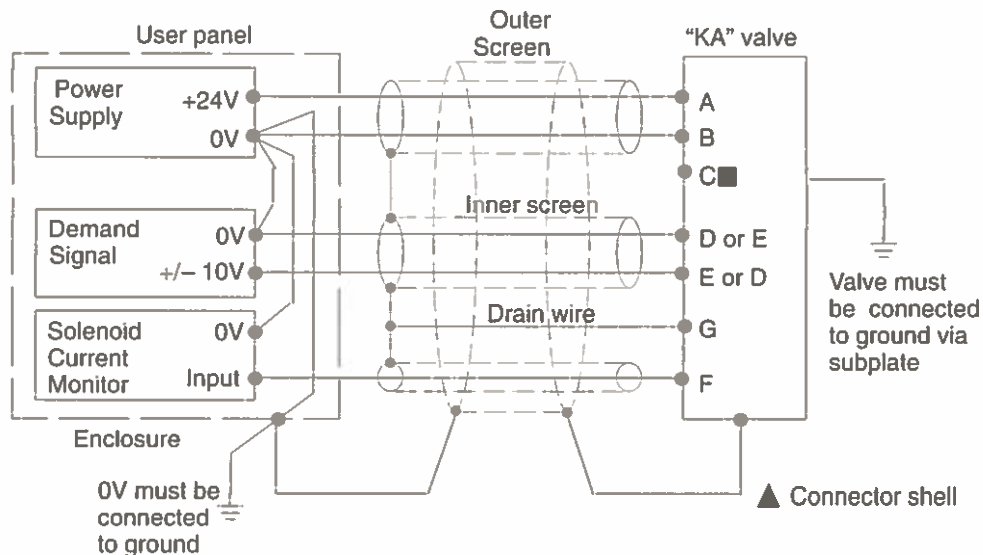 User panel
Outer
Screen
“KA” valve
Power
Supply
+24V
0V
A
B
C■
Demand
Signal
0V
+/– 10V
Inner screen
D or E
E or D
Solenoid
Current
Monitor
0V
Input
Drain wire
G
F
Valve must
be connected
to ground via
subplate
Enclosure
0V must be
connected
to ground
▲ Connector shell